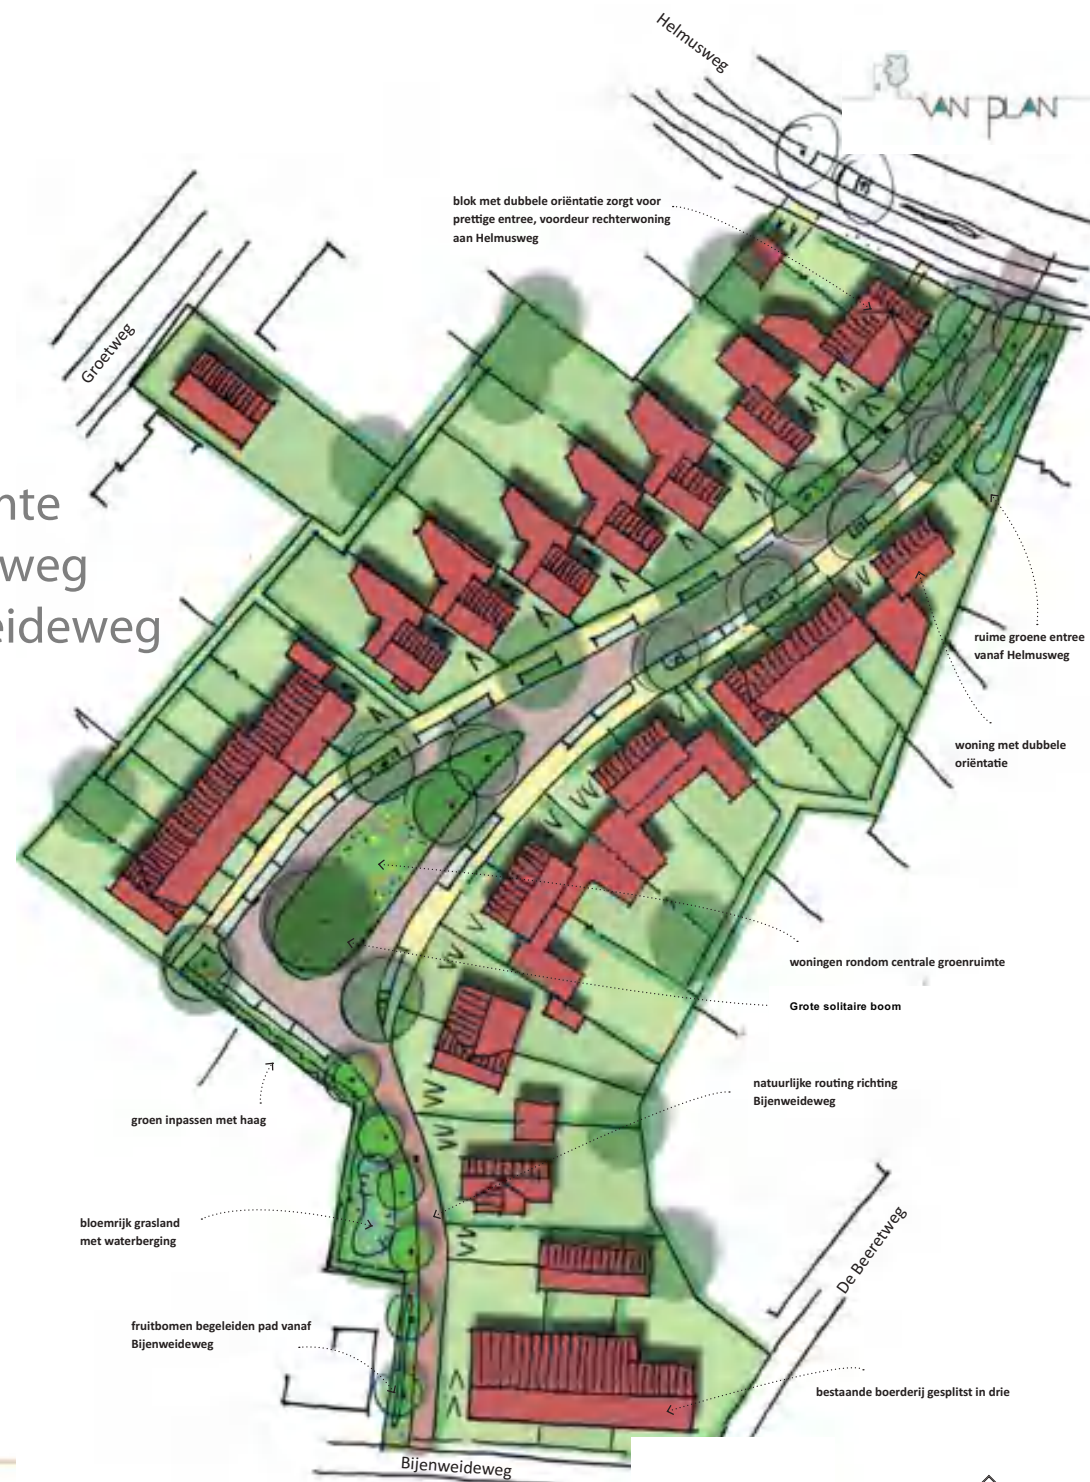 Helmusweg
VAN PLAN
blok met dubbele oriëntatie zorgt voor
prettige entree, voordeur rechterwoning
aan Helmusweg
Groetweg
nte
weg
eideweg
ruime groene entree
vanaf Helmusweg
woning met dubbele
oriëntatie
woningen rondom centrale groenruimte
Grote solitaire boom
natuurlijke routing richting
Bijenweideweg
groen inpassen met haag
bloemrijk grasland
met waterberging
De Beeretweg
fruitbomen begeleiden pad vanaf
Bijenweideweg
bestaande boerderij gesplitst in drie
Bijenweideweg